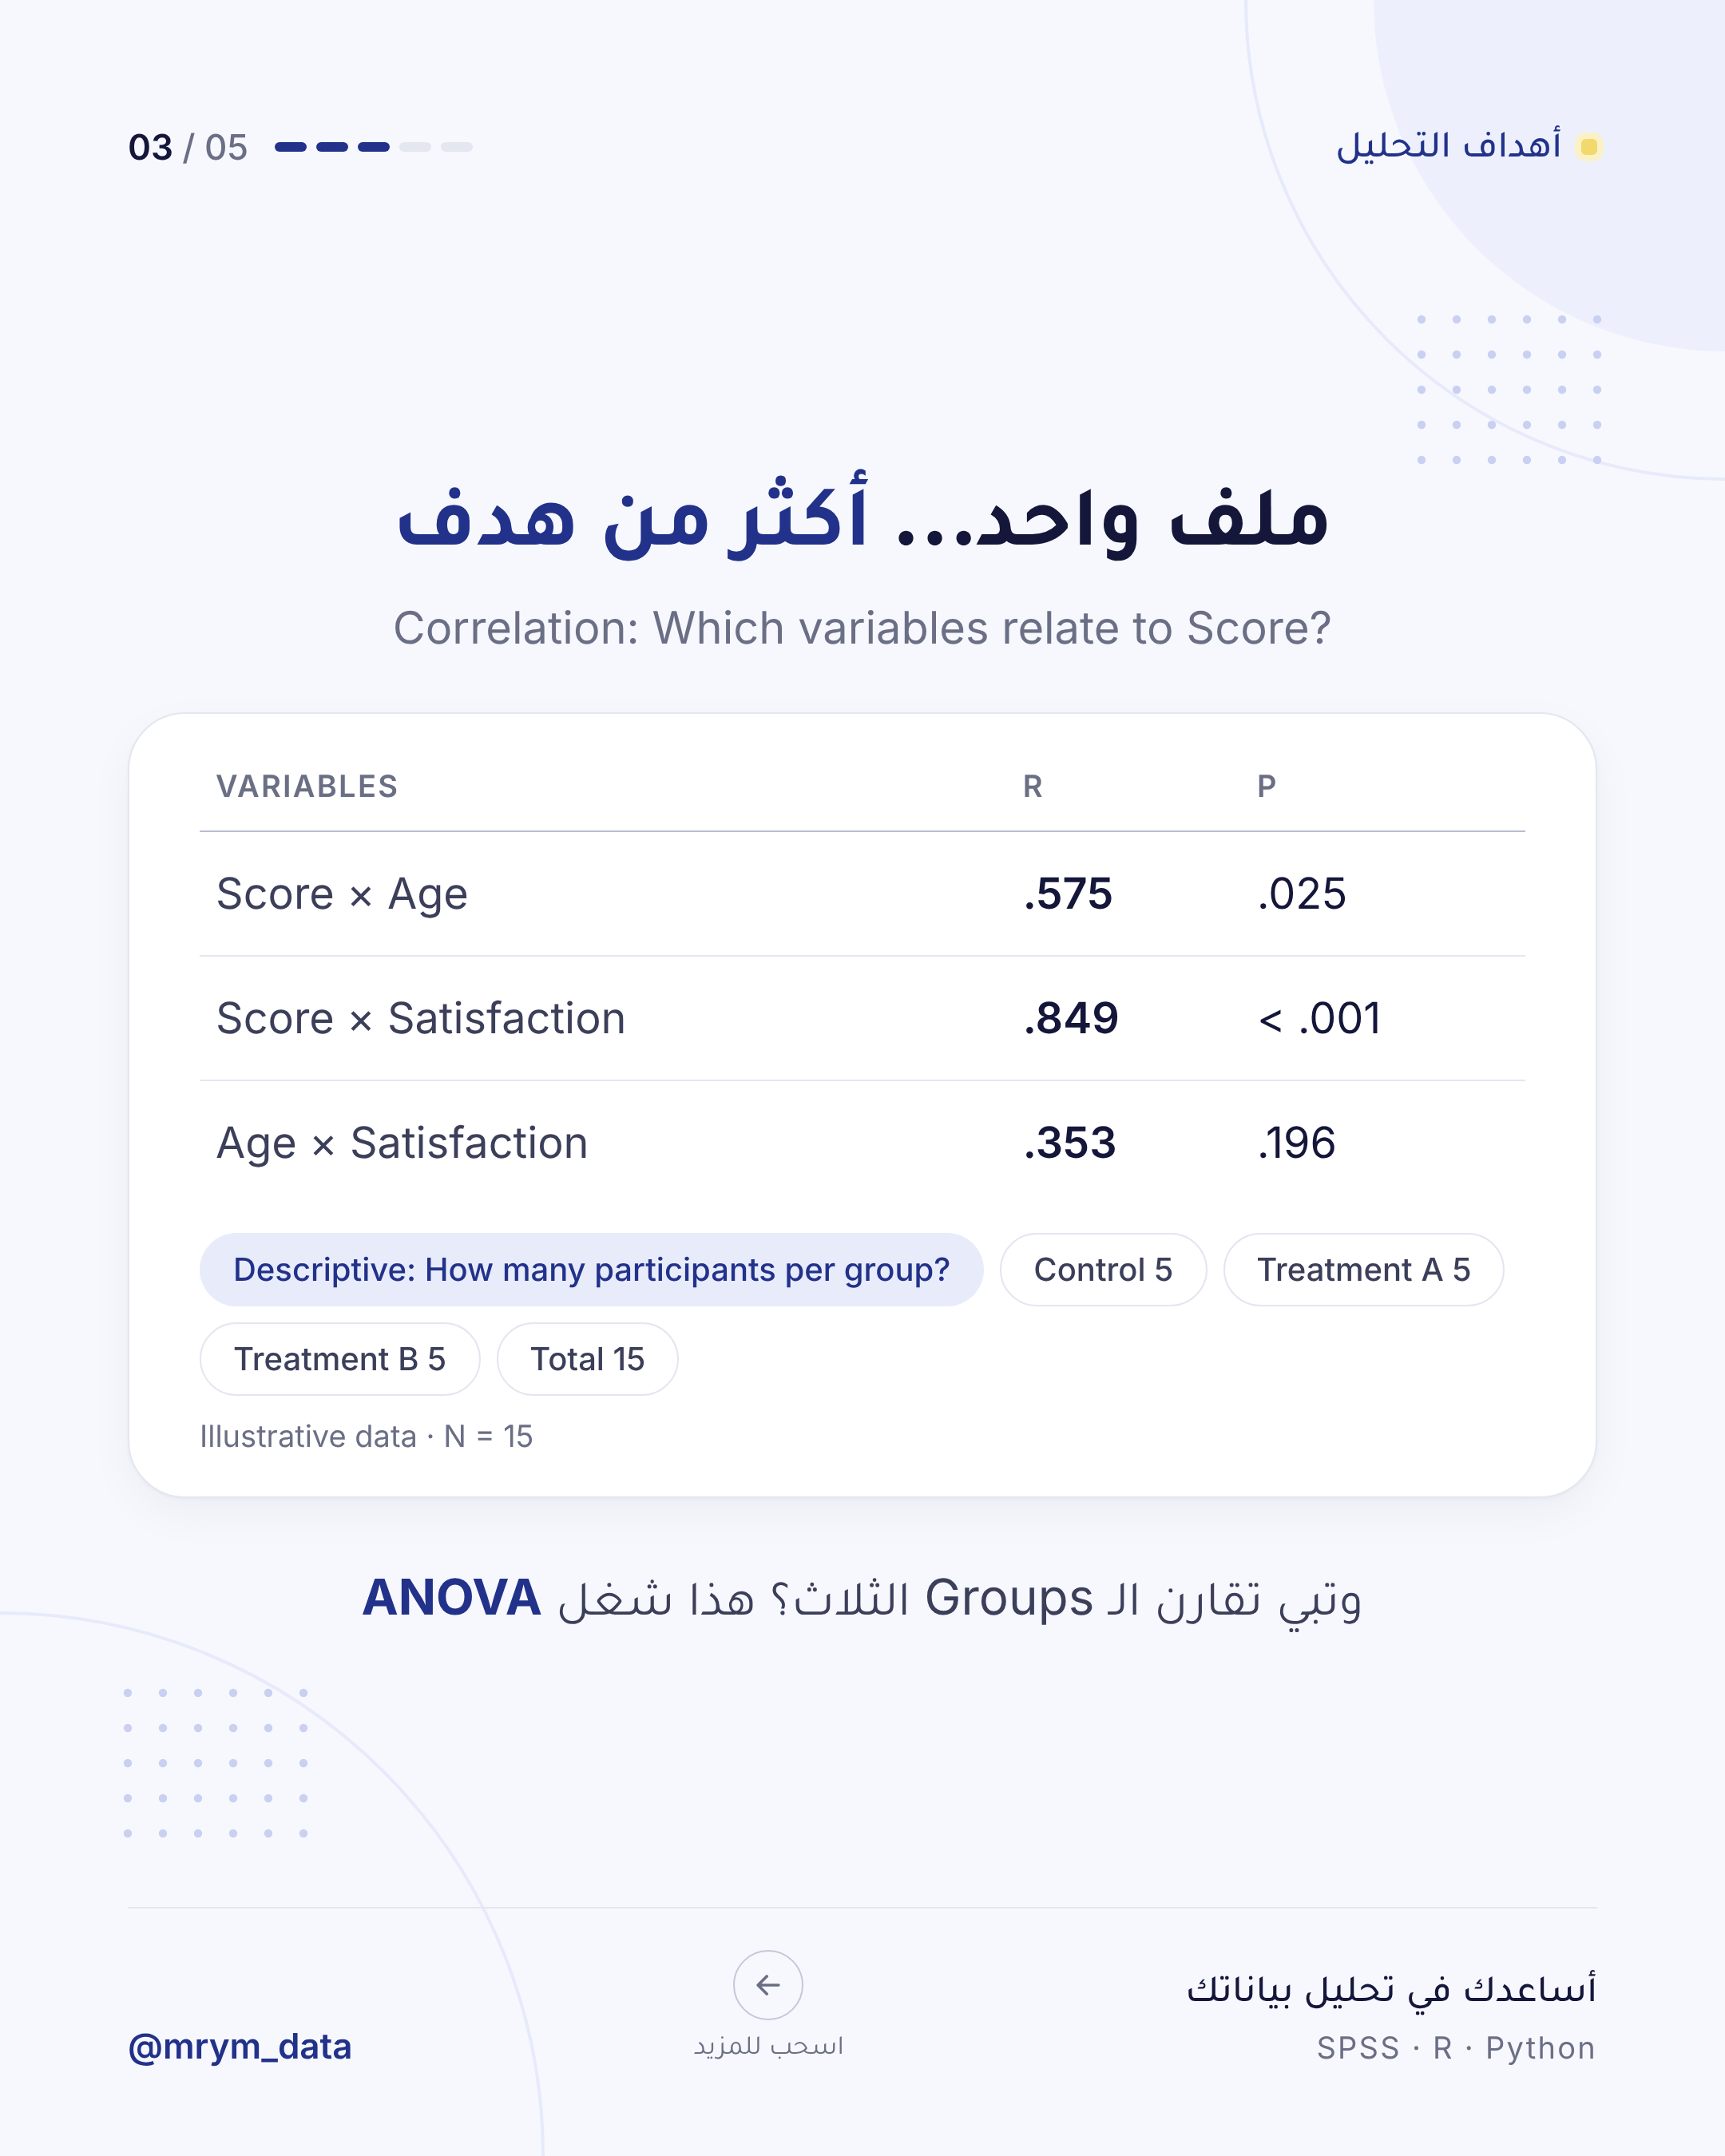 أهداف التحليل
03 / 05
ملف واحد... أكثر من هدف
Correlation: Which variables relate to Score?
VARIABLES R P
Score × Age .575 .025
Score × Satisfaction .849 < .001
Age × Satisfaction .353 .196
Descriptive: How many participants per group? Control 5 Treatment A 5
Treatment B 5 Total 15
Illustrative data · N = 15
وتبي تقارن الـ Groups الثلاث؟ هذا شغل ANOVA
أساعدك في تحليل بياناتك
SPSS · R · Python
اسحب للمزيد
@mrym_data